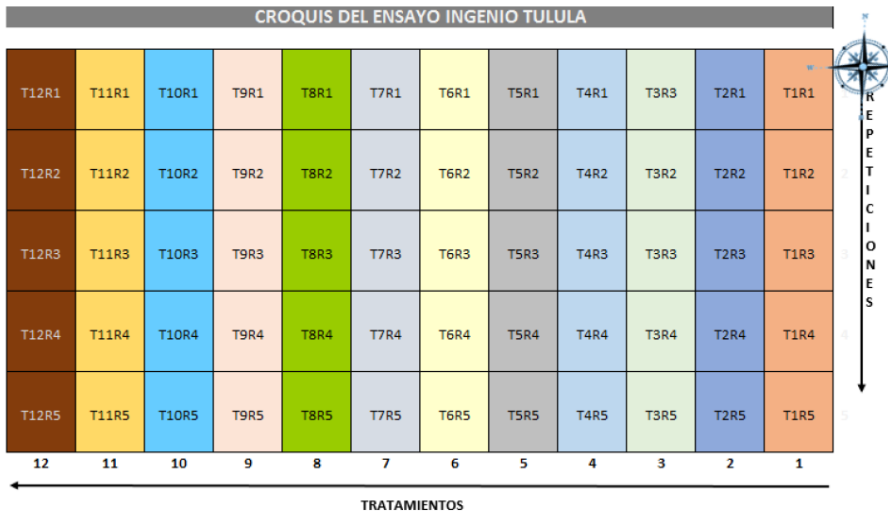 CROQUIS DEL ENSAYO INGENIO TULULA
N
W
T12R1 T11R1 T10R1 T9R1 T8R1 T7R1 T6R1 T5R1 T4R1 T3R3 T2R1 T1R1
T12R2 T11R2 T10R2 T9R2 T8R2 T7R2 T6R2 T5R2 T4R2 T3R2 T2R2 T1R2 2
T12R3 T11R3 T10R3 T9R3 T8R3 T7R3 T6R3 T5R3 T4R3 T3R3 T2R3 T1R3 3
T12R4 T11R4 T10R4 T9R4 T8R4 T7R4 T6R4 T5R4 T4R4 T3R4 T2R4 T1R4 4
T12R5 T11R5 T10R5 T9R5 T8R5 T7R5 T6R5 T5R5 T4R5 T3R5 T2R5 T1R5 5
REPETICIONES
12 11 10 9 8 7 6 5 4 3 2 1
TRATAMIENTOS